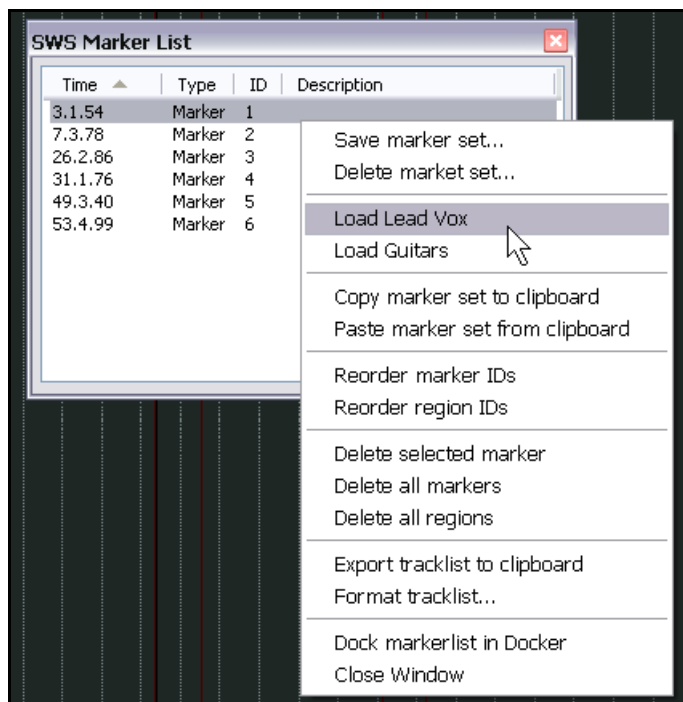 SWS Marker List
Time Type ID Description
3.1.54 Marker 1
7.3.78 Marker 2
26.2.86 Marker 3
31.1.76 Marker 4
49.3.40 Marker 5
53.4.99 Marker 6
Save marker set...
Delete market set...
Load Lead Vox
Load Guitars
Copy marker set to clipboard
Paste marker set from clipboard
Reorder marker IDs
Reorder region IDs
Delete selected marker
Delete all markers
Delete all regions
Export tracklist to clipboard
Format tracklist...
Dock markerlist in Docker
Close Window